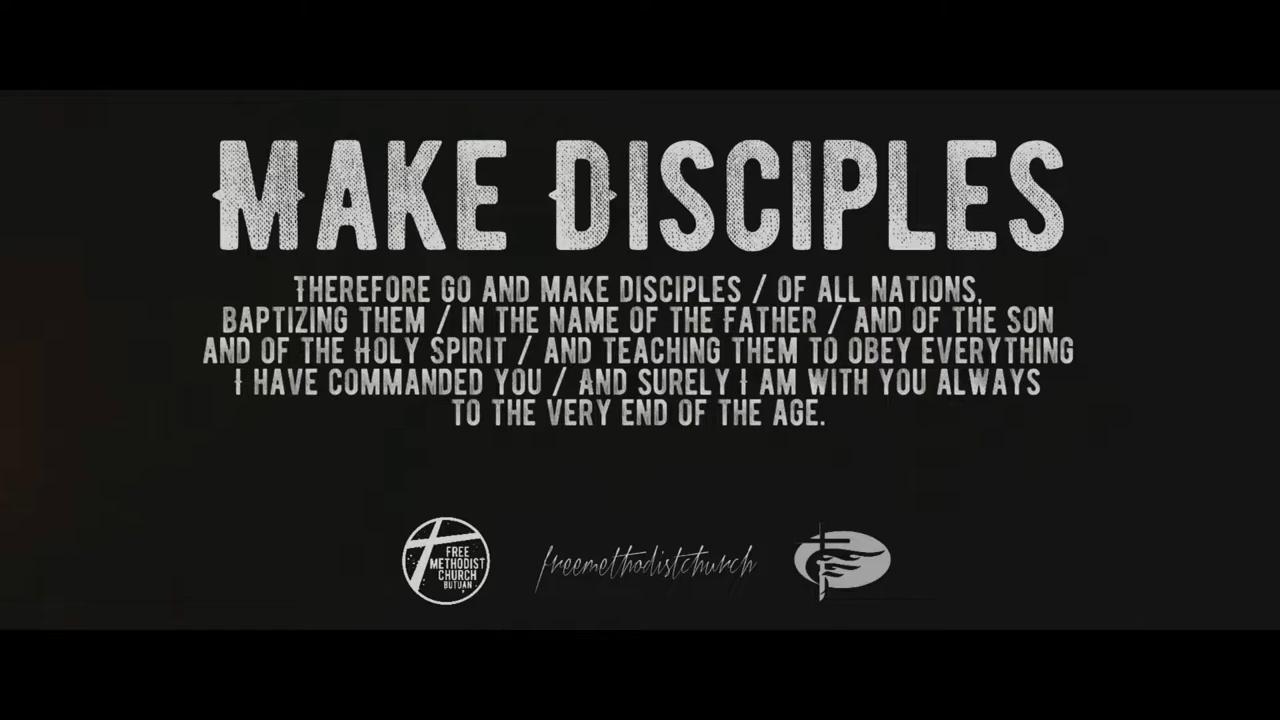 MAKE DISCIPLES
THEREFORE GO AND MAKE DISCIPLES / OF ALL NATIONS,
BAPTIZING THEM / IN THE NAME OF THE FATHER / AND OF THE SON
AND OF THE HOLY SPIRIT / AND TEACHING THEM TO OBEY EVERYTHING
I HAVE COMMANDED YOU / AND SURELY I AM WITH YOU ALWAYS
TO THE VERY END OF THE AGE.
FREE
METHODIST
CHURCH
BUTUAN
freemethodistchurch